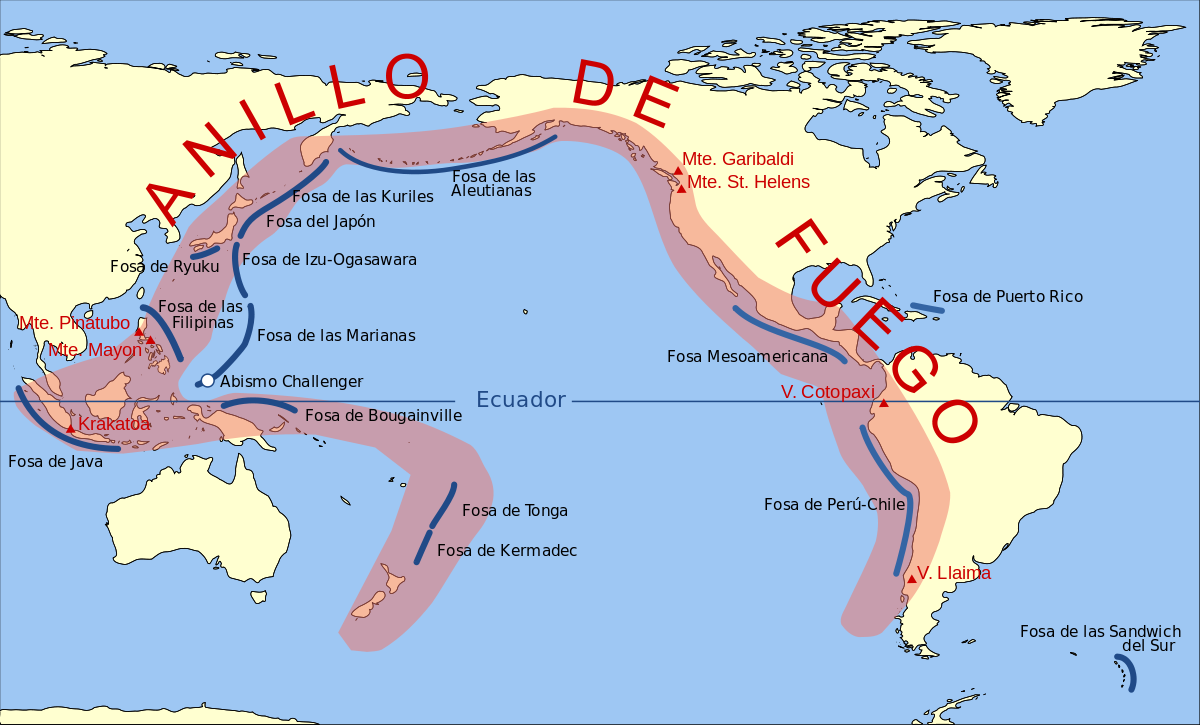 ANILLO DE FUEGO
Mte. Garibaldi
Mte. St. Helens
Fosa de las
Aleutianas
Fosa de las Kuriles
Fosa del Japón
Fosa de Ryuku
Fosa de Izu-Ogasawara
Fosa de Puerto Rico
Fosa de las
Filipinas
Mte. Pinatubo
Fosa de las Marianas
Mte. Mayon
Fosa Mesoamericana
Abismo Challenger
V. Cotopaxi
Ecuador
Fosa de Bougainville
Krakatoa
Fosa de Java
Fosa de Perú-Chile
Fosa de Tonga
Fosa de Kermadec
V. Llaima
Fosa de las Sandwich
del Sur